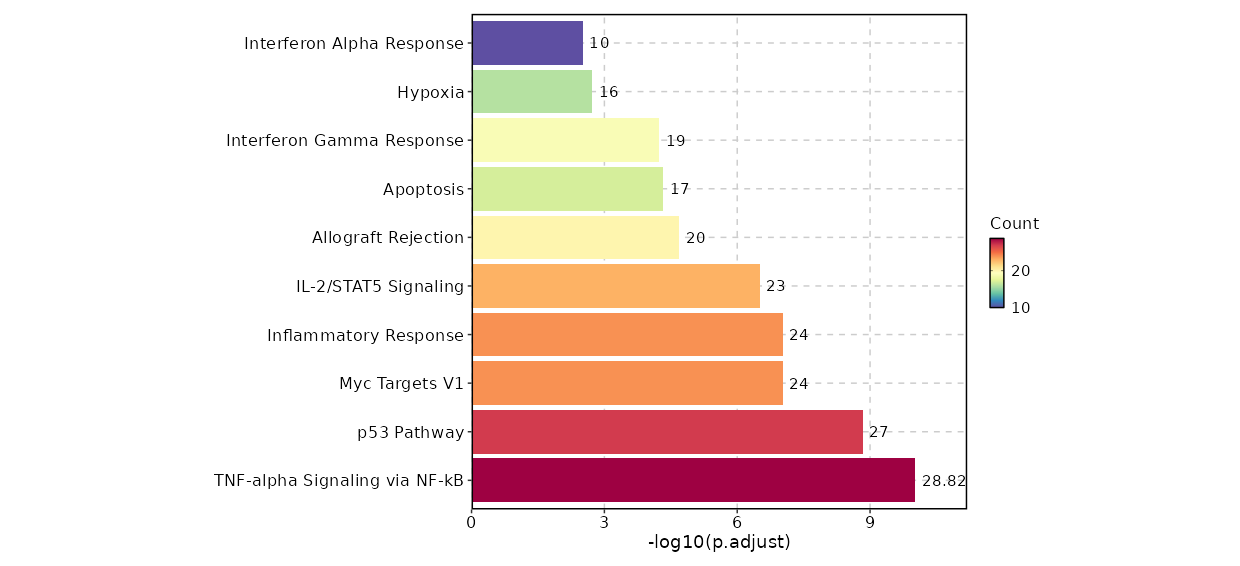 Interferon Alpha Response 10
Hypoxia 16
Interferon Gamma Response 19
Apoptosis 17
Allograft Rejection 20
IL-2/STAT5 Signaling 23
Inflammatory Response 24
Myc Targets V1 24
p53 Pathway 27
TNF-alpha Signaling via NF-kB 28.82
0 3 6 9
-log10(p.adjust)
Count
20
10